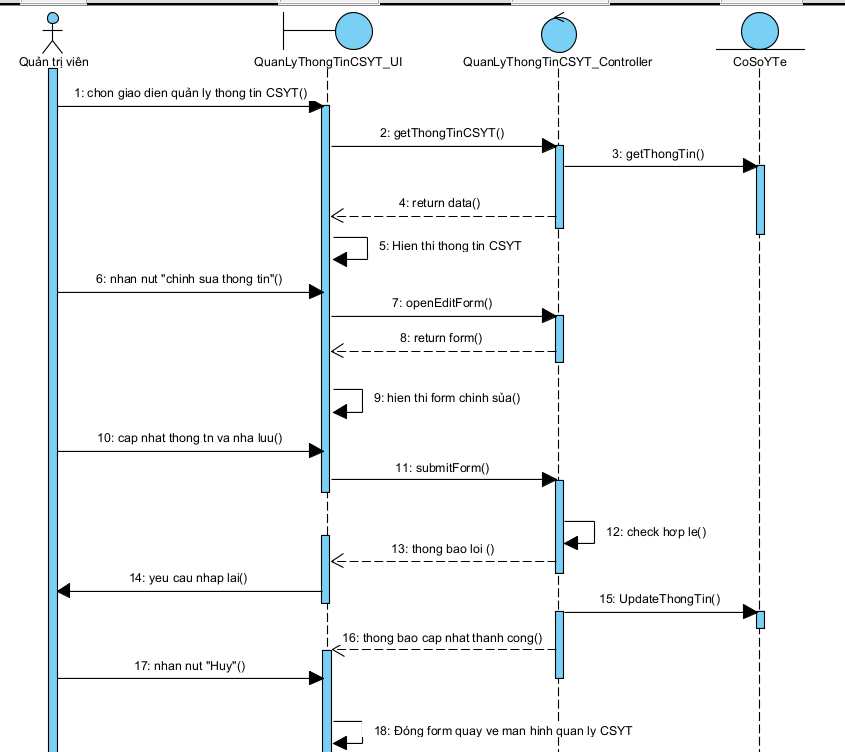 Quản trị viên
QuanLyThongTinCSYT_UI
QuanLyThongTinCSYT_Controller
CoSoYTe
1: chon giao dien quản ly thong tin CSYT()
2: getThongTinCSYT()
3: getThongTin()
4: return data()
5: Hien thi thong tin CSYT
6: nhan nut "chinh sua thong tin"()
7: openEditForm()
8: return form()
9: hien thi form chinh sủa()
10: cap nhat thong tn va nha luu()
11: submitForm()
12: check hơp le()
13: thong bao loi ()
14: yeu cau nhap lai()
15: UpdateThongTin()
16: thong bao cap nhat thanh cong()
17: nhan nut "Huy"()
18: Đóng form quay ve man hinh quan ly CSYT